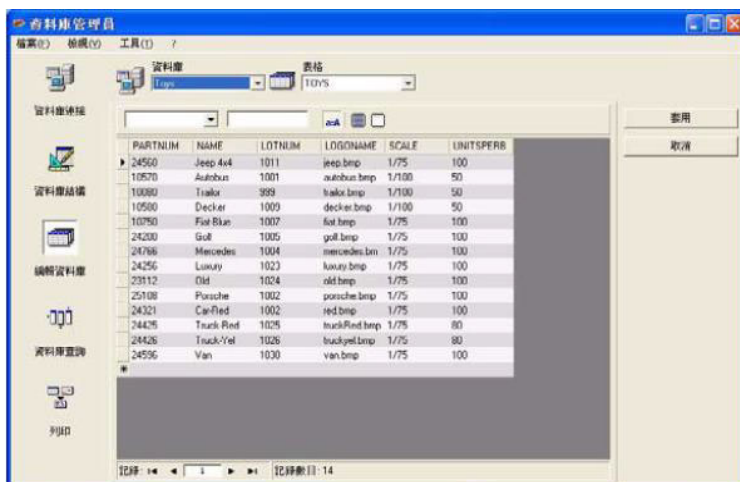 資料庫管理員
檔案(F) 檢視(V) 工具(T) ?
資料庫 表格
Toys TOYS
資料庫連接
a=A
套用
取消
PARTNUM NAME LOTNUM LOGONAME SCALE UNITSPERB
24560 Jeep 4x4 1011 jeep.bmp 1/75 100
10570 Autobus 1001 autobus.bmp 1/100 50
10080 Trailor 999 trailor.bmp 1/100 50
10580 Decker 1009 decker.bmp 1/100 50
10750 Fiat-Blue 1007 fiat.bmp 1/75 100
24200 Golf 1005 golf.bmp 1/75 100
24766 Mercedes 1004 mercedes.bm 1/75 100
24256 Luxury 1023 luxury.bmp 1/75 100
23112 Old 1024 old.bmp 1/75 100
25108 Porsche 1002 porsche.bmp 1/75 100
24321 Car-Red 1002 red.bmp 1/75 100
24425 Truck-Red 1025 truckRed.bmp 1/75 80
24426 Truck-Yel 1026 truckyel.bmp 1/75 80
24596 Van 1030 van.bmp 1/75 100
資料庫結構
編輯資料庫
資料庫查詢
列印
記錄: 1 記錄數目: 14